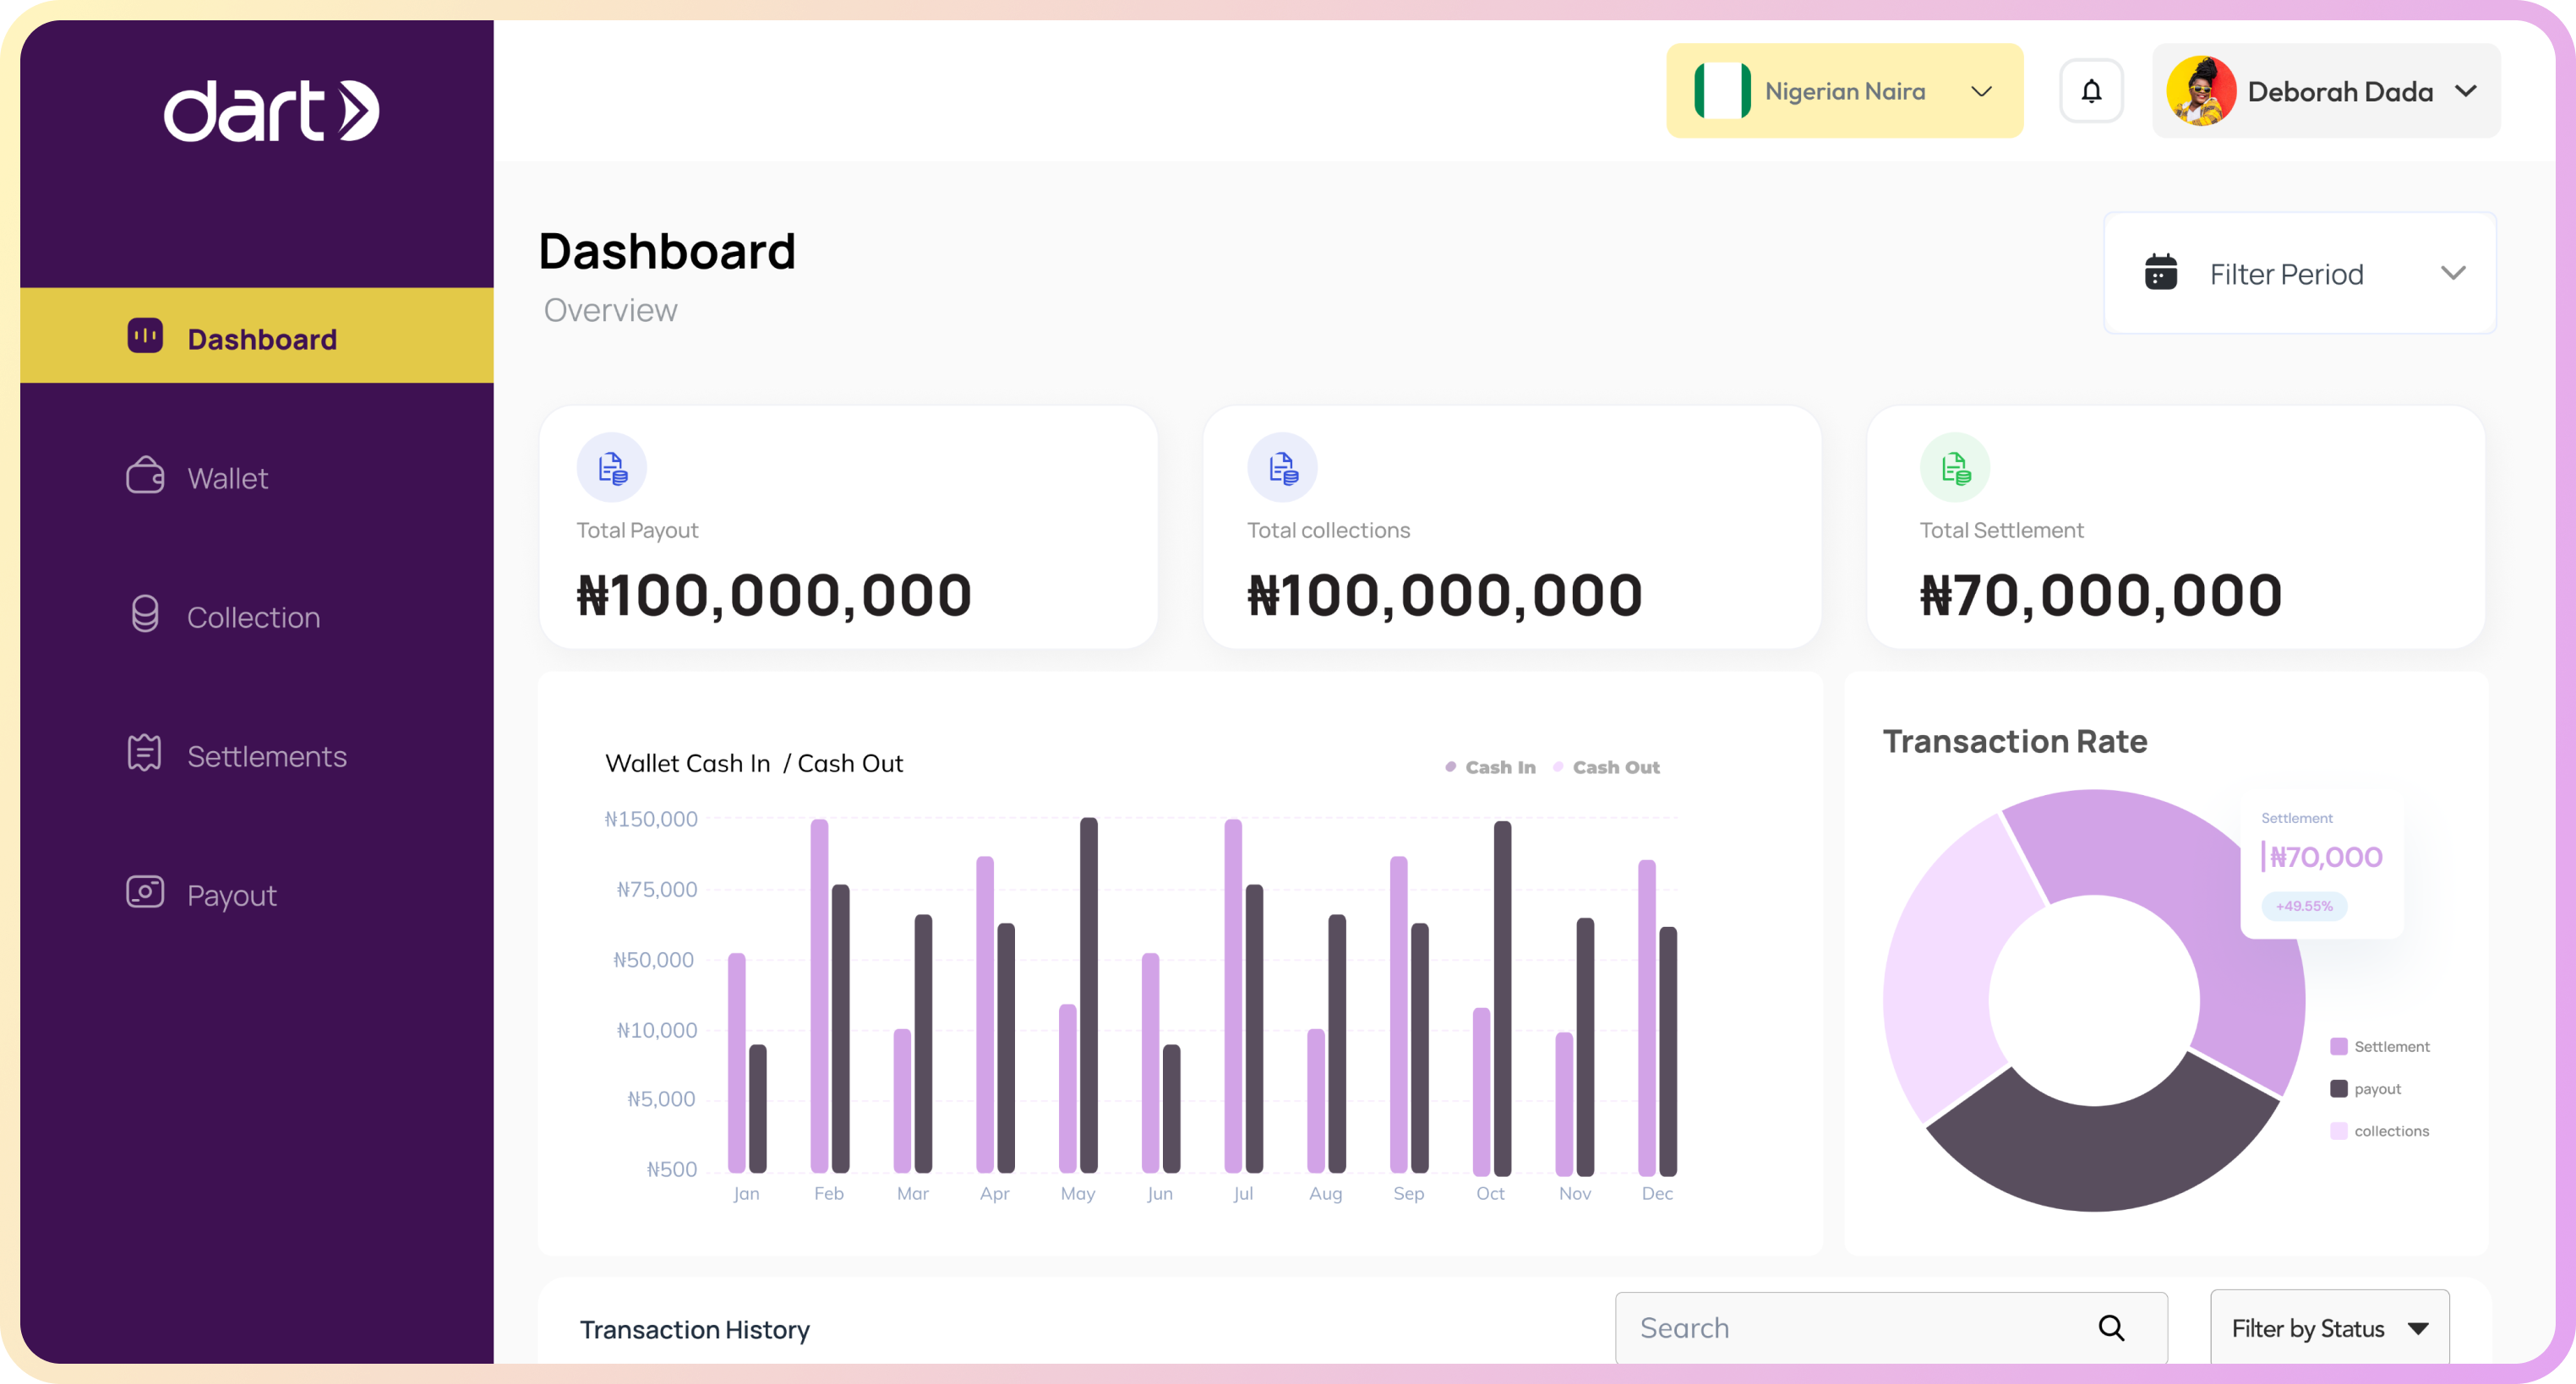 dart
Nigerian Naira
Deborah Dada
Dashboard
Wallet
Collection
Settlements
Payout
Dashboard
Overview
Filter Period
Total Payout
₦100,000,000
Total collections
₦100,000,000
Total Settlement
₦70,000,000
Wallet Cash In / Cash Out
Cash In Cash Out
₦150,000
₦75,000
₦50,000
₦10,000
₦5,000
₦500
Jan Feb Mar Apr May Jun Jul Aug Sep Oct Nov Dec
Transaction Rate
Settlement
₦70,000
+49.55%
Settlement
payout
collections
Transaction History
Search
Filter by Status